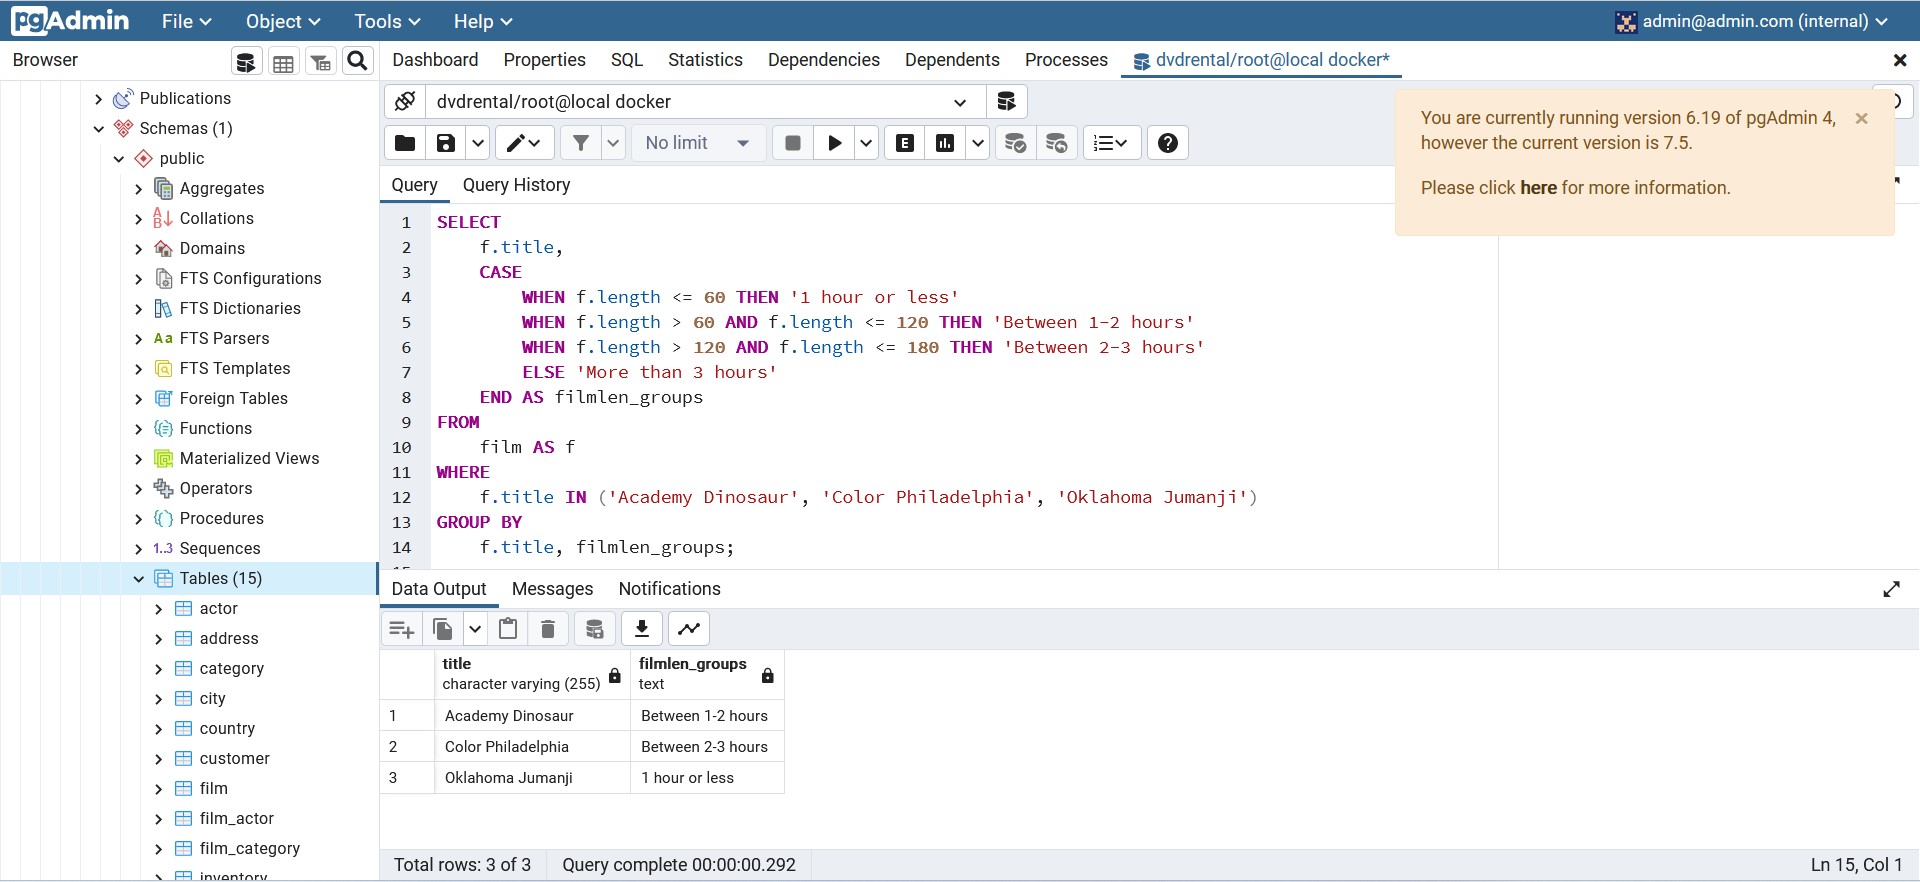 pgAdmin File Object Tools Help admin@admin.com (internal)
Browser Dashboard Properties SQL Statistics Dependencies Dependents Processes dvdrental/root@local docker*
Publications
Schemas (1)
public
Aggregates
Collations
Domains
FTS Configurations
FTS Dictionaries
Aa FTS Parsers
FTS Templates
Foreign Tables
Functions
Materialized Views
Operators
Procedures
1..3 Sequences
Tables (15)
actor
address
category
city
country
customer
film
film_actor
film_category
inventory
dvdrental/root@local docker
No limit
E
You are currently running version 6.19 of pgAdmin 4,
however the current version is 7.5.
Please click here for more information.
Query Query History
1 SELECT
2 f.title,
3 CASE
4 WHEN f.length <= 60 THEN '1 hour or less'
5 WHEN f.length > 60 AND f.length <= 120 THEN 'Between 1-2 hours'
6 WHEN f.length > 120 AND f.length <= 180 THEN 'Between 2-3 hours'
7 ELSE 'More than 3 hours'
8 END AS filmlen_groups
9 FROM
10 film AS f
11 WHERE
12 f.title IN ('Academy Dinosaur', 'Color Philadelphia', 'Oklahoma Jumanji')
13 GROUP BY
14 f.title, filmlen_groups;
Data Output Messages Notifications
title filmlen_groups
character varying (255) text
1 Academy Dinosaur Between 1-2 hours
2 Color Philadelphia Between 2-3 hours
3 Oklahoma Jumanji 1 hour or less
Total rows: 3 of 3 Query complete 00:00:00.292 Ln 15, Col 1